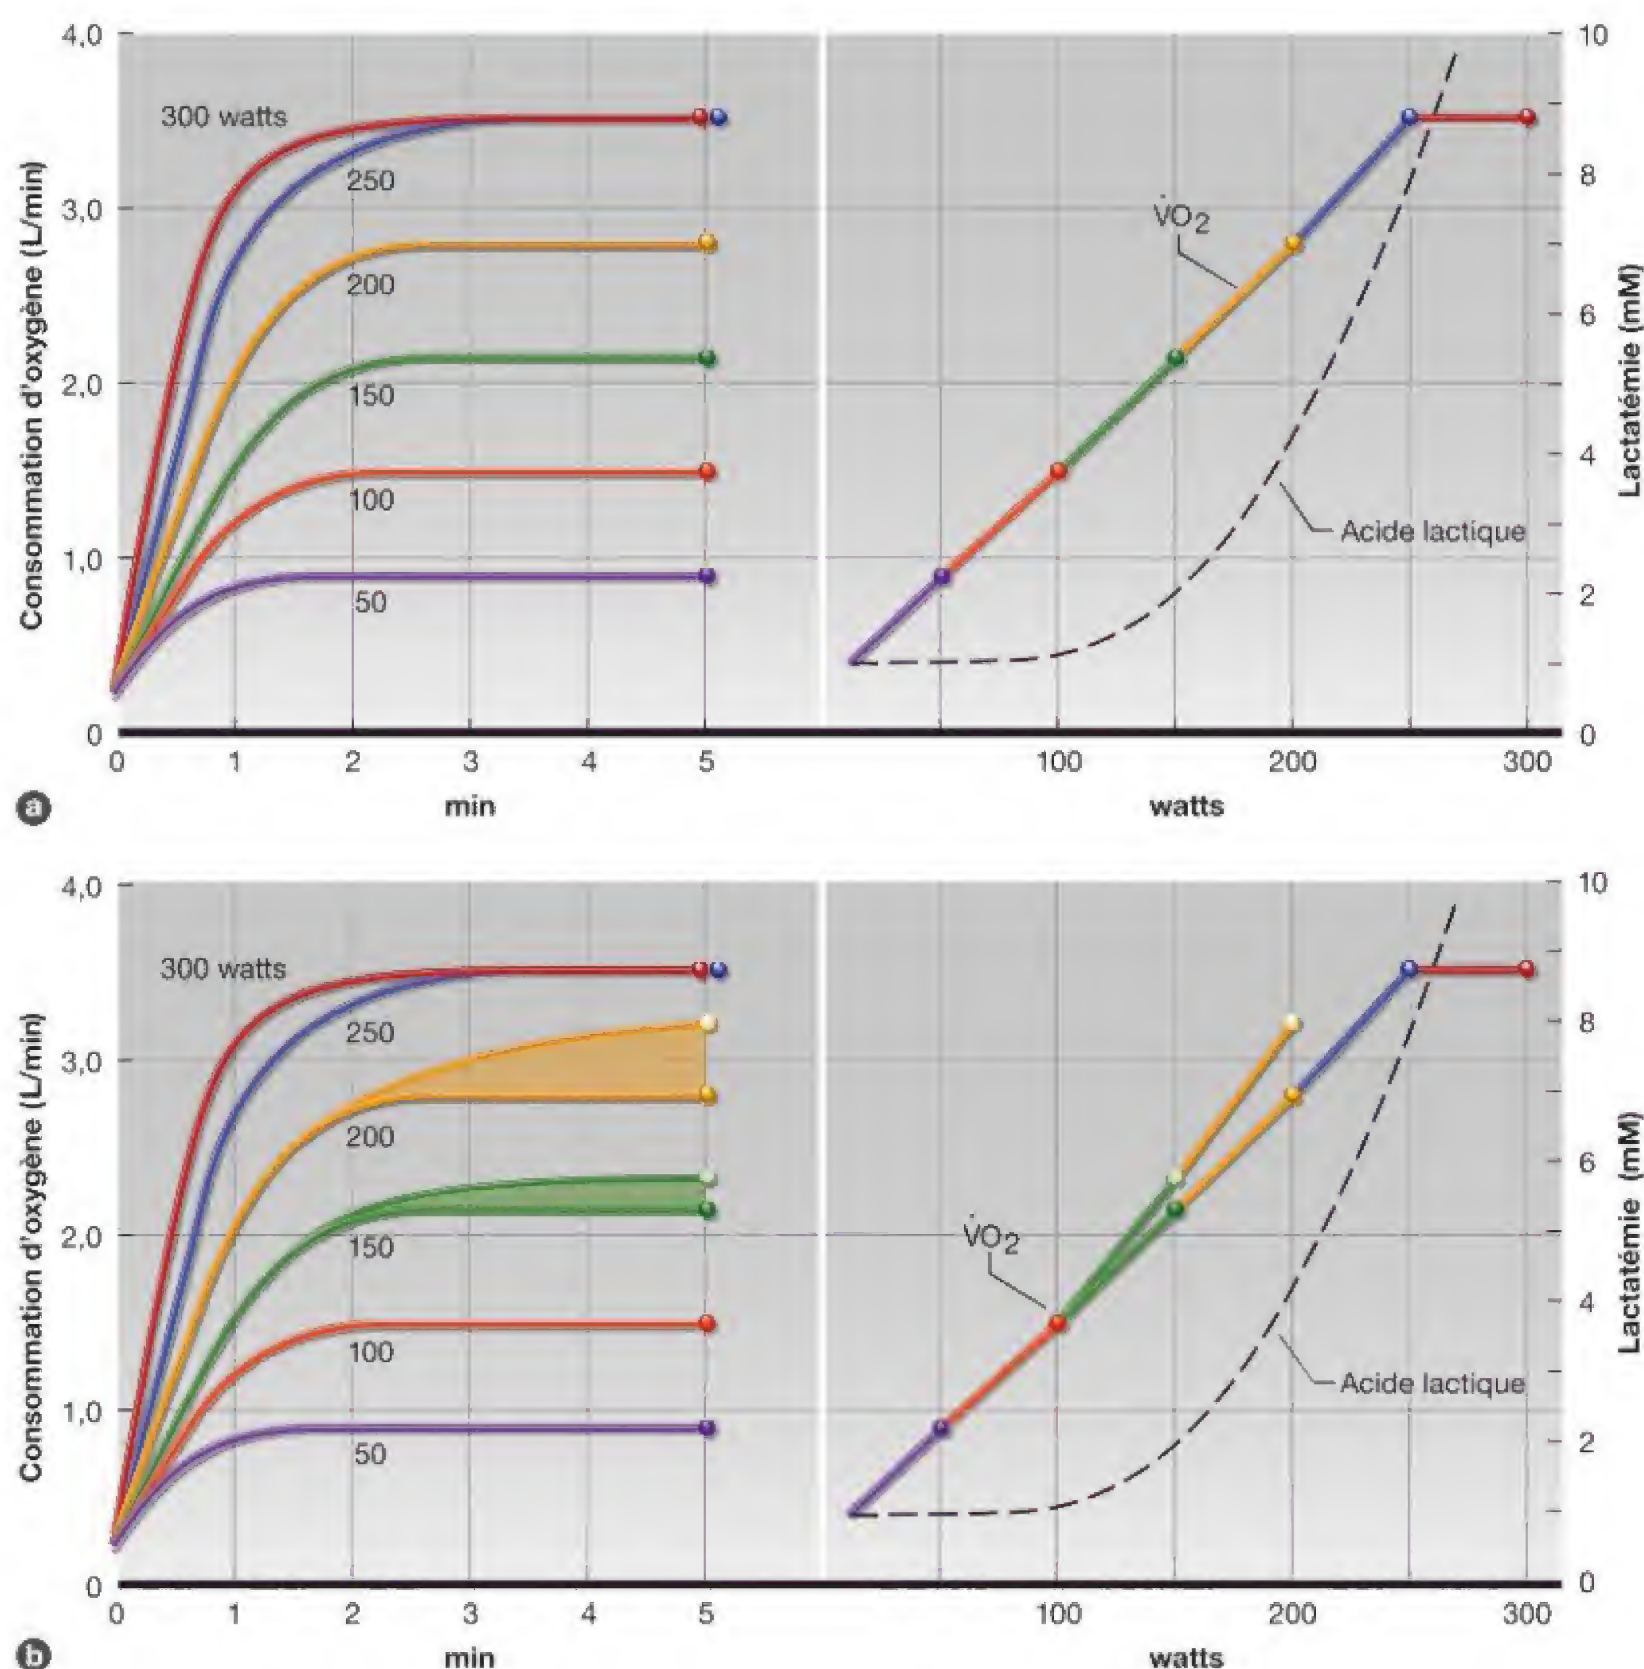 4,0
3,0
2,0
1,0
0
Consommation d'oxygène (L/min)
300 watts
250
200
150
100
50
0 1 2 3 4 5
min
V̇O2
Acide lactique
10
8
6
4
2
0
Lactatémie (mM)
100 200 300
watts
a
4,0
3,0
2,0
1,0
0
Consommation d'oxygène (L/min)
300 watts
250
200
150
100
50
0 1 2 3 4 5
min
V̇O2
Acide lactique
10
8
6
4
2
0
Lactatémie (mM)
100 200 300
watts
b